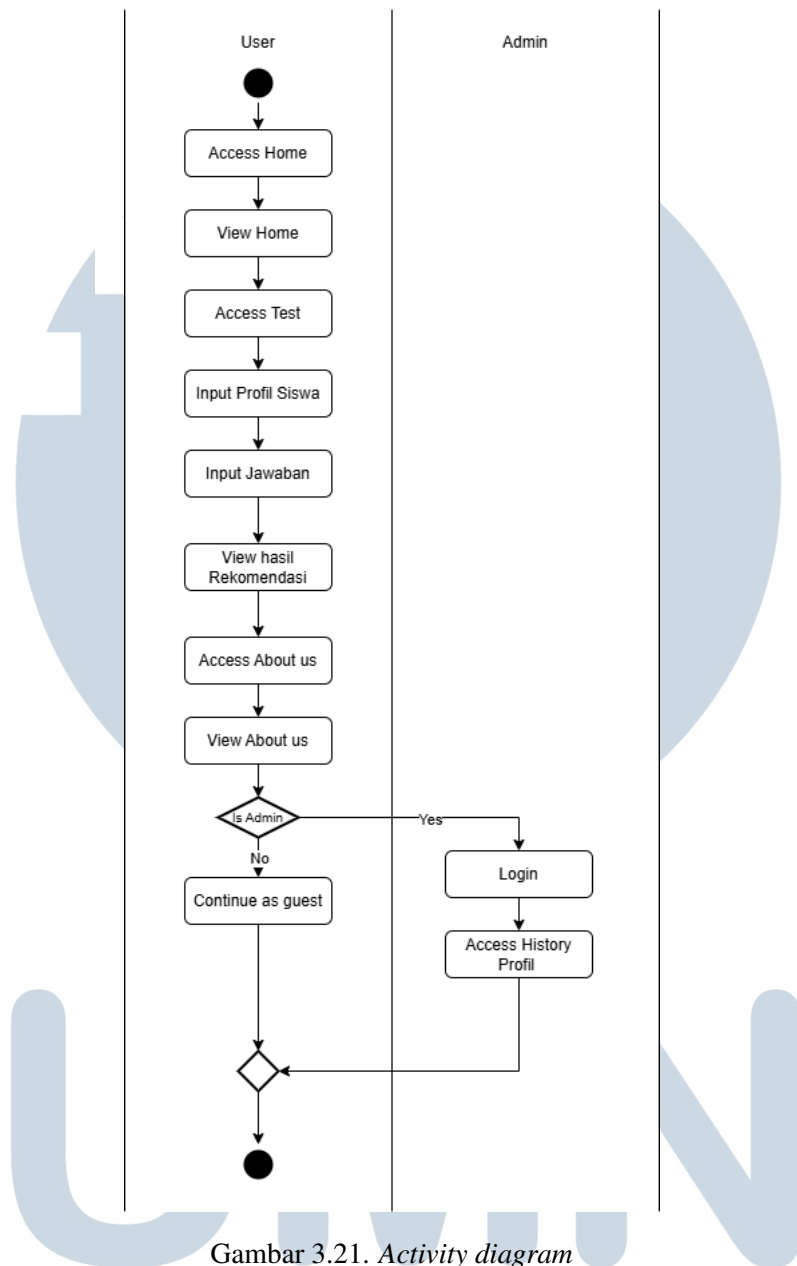 User
Admin
Access Home
View Home
Access Test
Input Profil Siswa
Input Jawaban
View hasil
Rekomendasi
Access About us
View About us
Is Admin
Yes
No
Login
Continue as guest
Access History
Profil
UMN
Gambar 3.21. Activity diagram